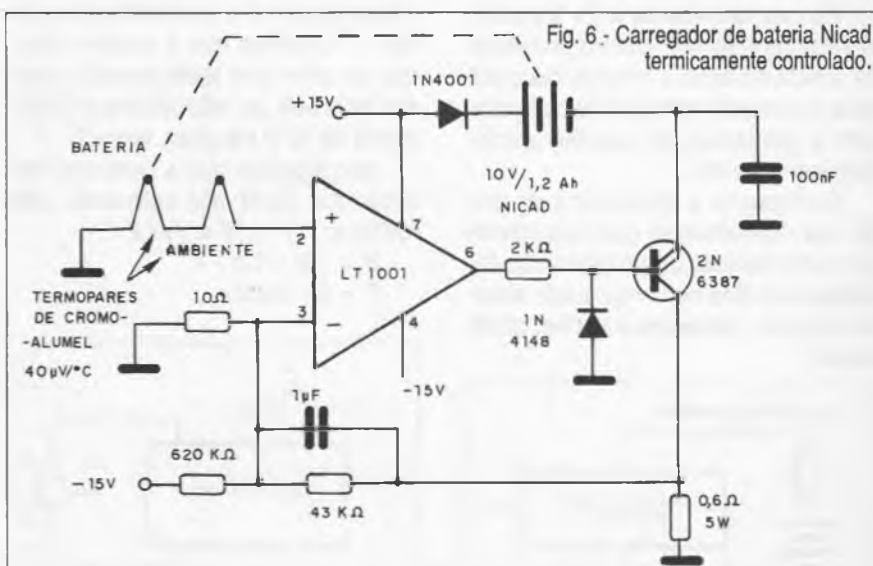 Fig. 6 - Carregador de bateria Nicad
termicamente controlado.
1N4001
+15V
BATERIA
10V/1,2 Ah
NICAD
100nF
+
7
2
AMBIENTE
LT1001
6
2KΩ
2N
6387
TERMOPARES
DE CROMO-
-ALUMEL
40µV/°C
10Ω
3
-
4
1N
4148
-15V
1µF
-15V
620 KΩ
43 KΩ
0,6Ω
5W